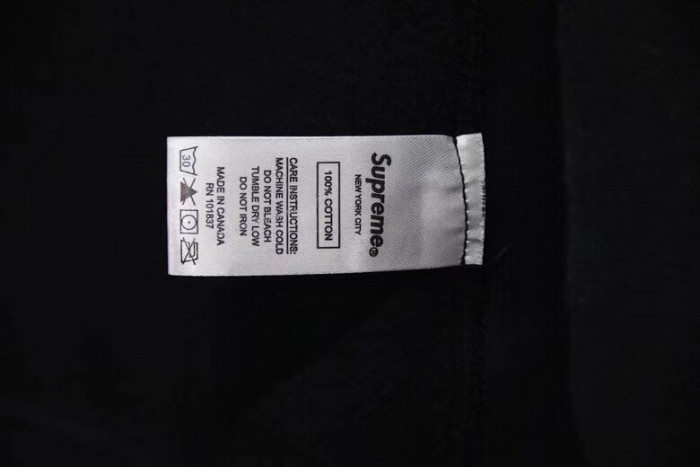 Supreme®
NEW YORK CITY
100% COTTON
CARE INSTRUCTIONS:
MACHINE WASH COLD
DO NOT BLEACH
TUMBLE DRY LOW
DO NOT IRON
MADE IN CANADA
RN 101837
30